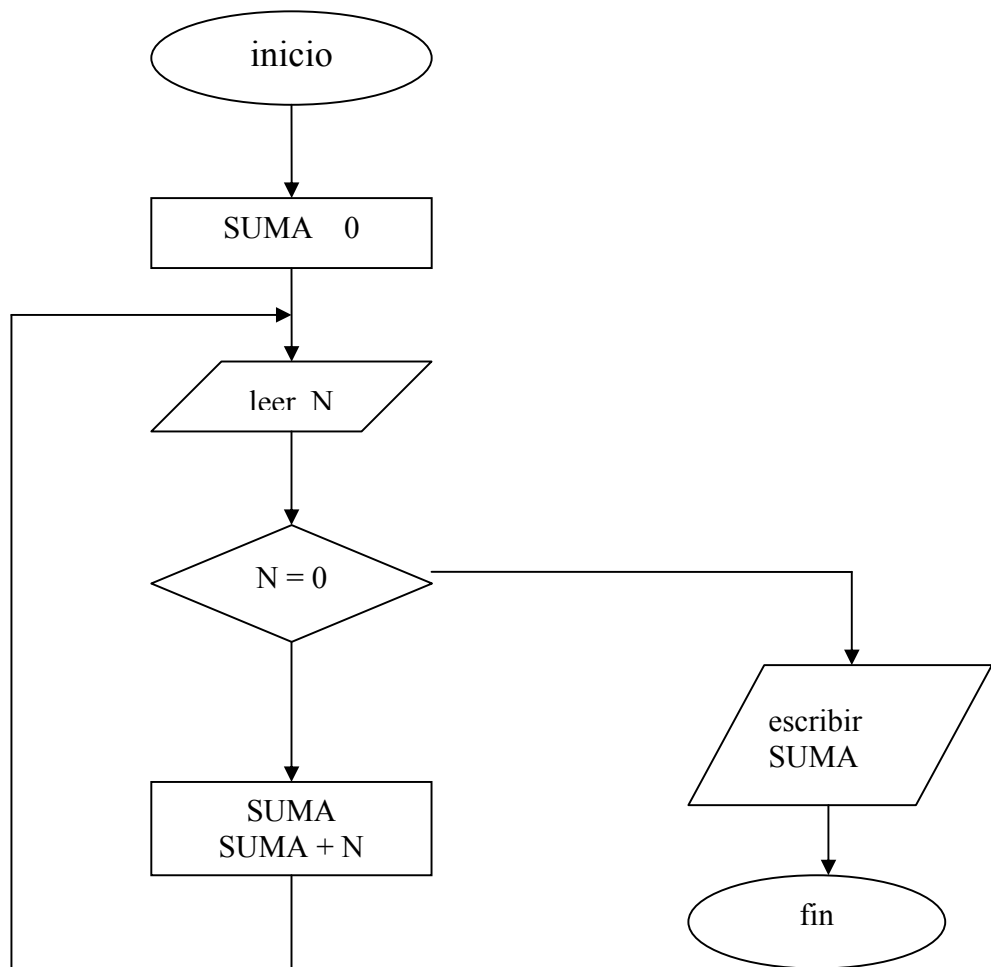 inicio
SUMA 0
leer N
N = 0
escribir
SUMA
SUMA
SUMA + N
fin